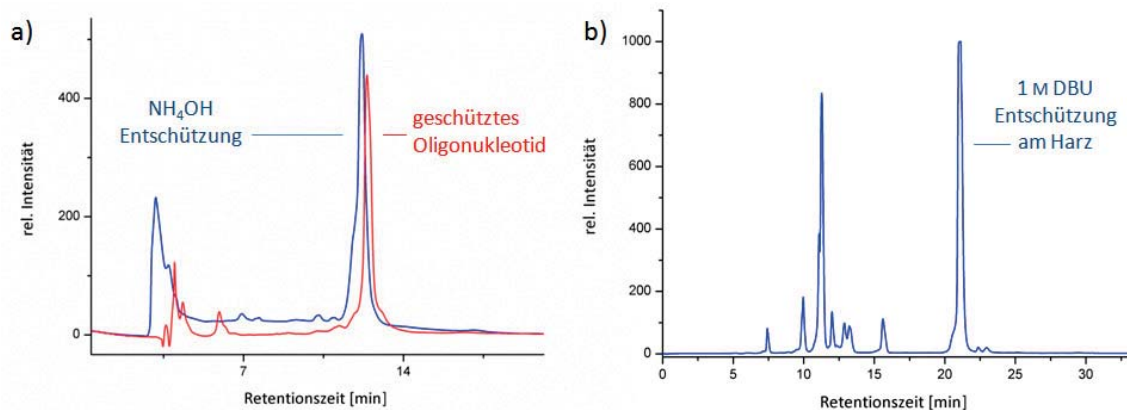 a)
rel. Intensität
400
200
0
NH₄OH
Entschützung
geschütztes
Oligonukleotid
7
14
Retentionszeit [min]
b)
rel. Intensität
1000
800
600
400
200
0
1 M DBU
Entschützung
am Harz
0
5
10
15
20
25
30
Retentionszeit [min]